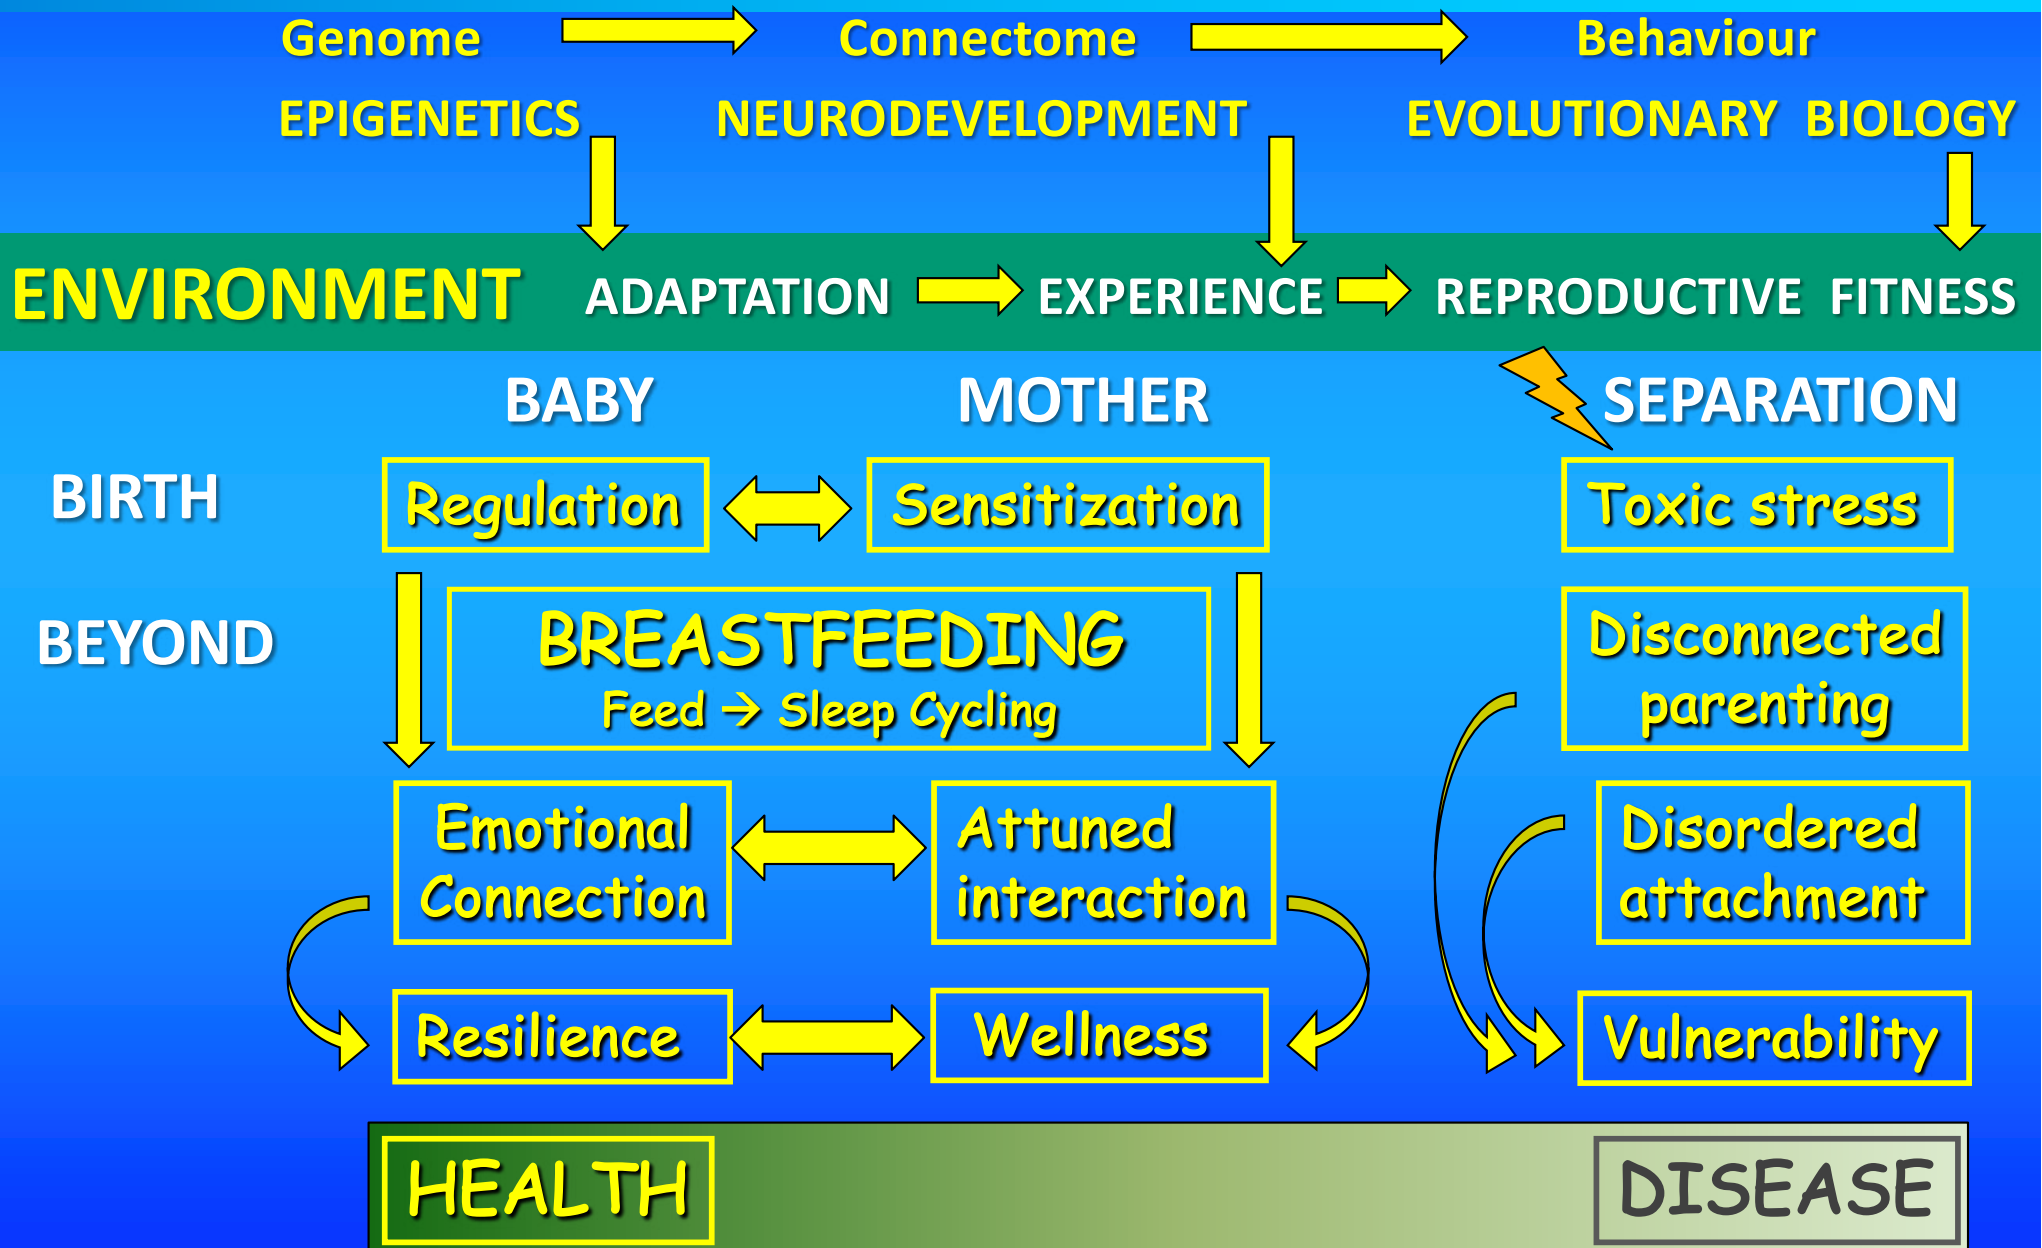 Genome Connectome Behaviour
EPIGENETICS NEURODEVELOPMENT EVOLUTIONARY BIOLOGY
ENVIRONMENT ADAPTATION EXPERIENCE REPRODUCTIVE FITNESS
BABY MOTHER SEPARATION
BIRTH Regulation Sensitization Toxic stress
BEYOND
BREASTFEEDING
Feed → Sleep Cycling
Disconnected
parenting
Emotional
Connection
Attuned
interaction
Disordered
attachment
Resilience Wellness Vulnerability
HEALTH DISEASE